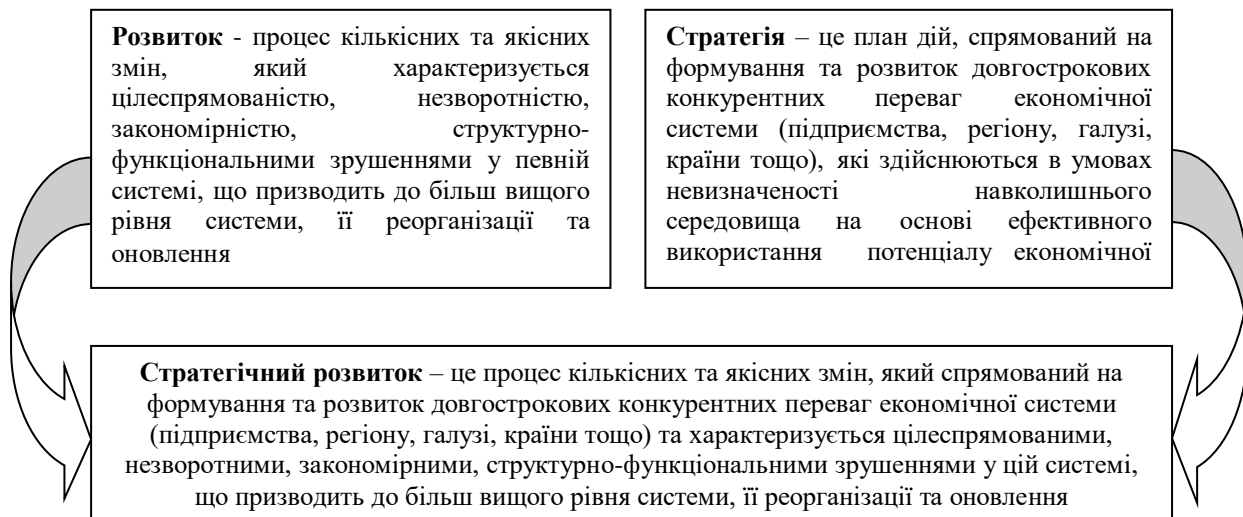 Розвиток - процес кількісних та якісних
змін, який характеризується
цілеспрямованістю, незворотністю,
закономірністю, структурно-
функціональними зрушеннями у певній
системі, що призводить до більш вищого
рівня системи, її реорганізації та
оновлення
Стратегія – це план дій, спрямований на
формування та розвиток довгострокових
конкурентних переваг економічної
системи (підприємства, регіону, галузі,
країни тощо), які здійснюються в умовах
невизначеності навколишнього
середовища на основі ефективного
використання потенціалу економічної
Стратегічний розвиток – це процес кількісних та якісних змін, який спрямований на
формування та розвиток довгострокових конкурентних переваг економічної системи
(підприємства, регіону, галузі, країни тощо) та характеризується цілеспрямованими,
незворотними, закономірними, структурно-функціональними зрушеннями у цій системі,
що призводить до більш вищого рівня системи, її реорганізації та оновлення